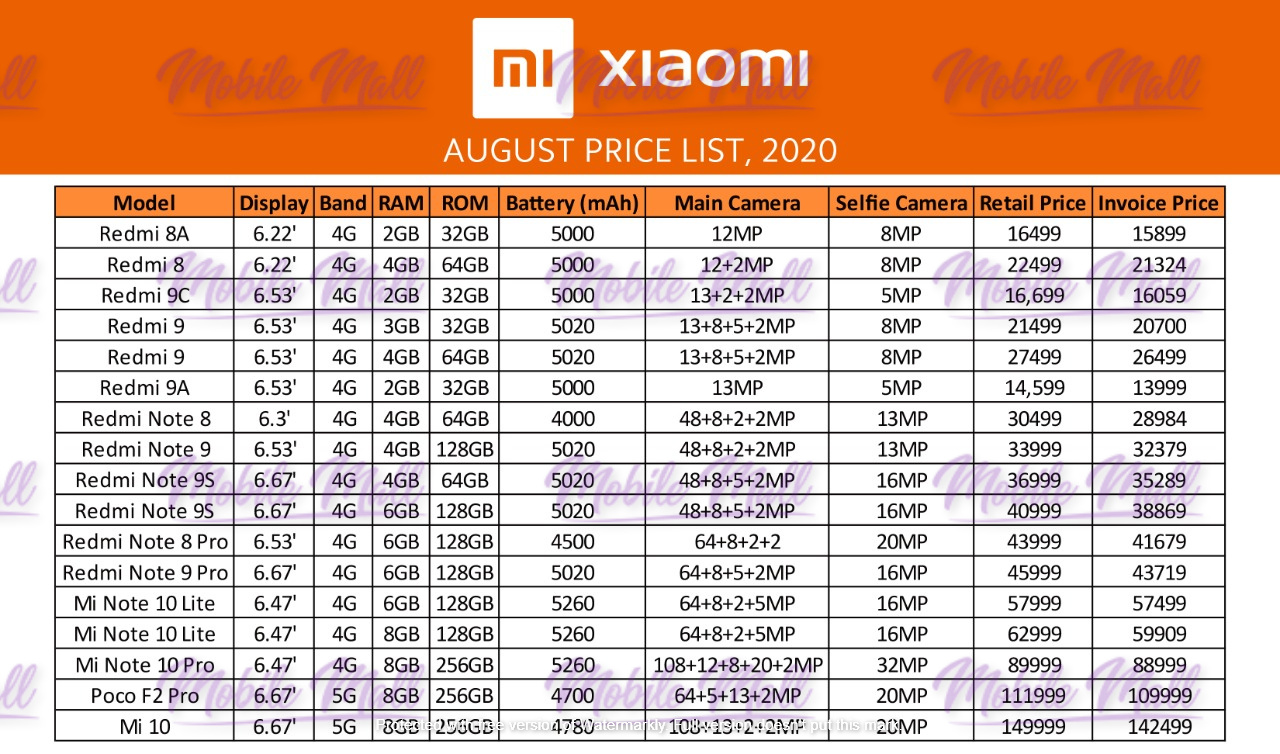 mi xiaomi
AUGUST PRICE LIST, 2020
Model Display Band RAM ROM Battery (mAh) Main Camera Selfie Camera Retail Price Invoice Price
Redmi 8A 6.22' 4G 2GB 32GB 5000 12MP 8MP 16499 15899
Redmi 8 6.22' 4G 4GB 64GB 5000 12+2MP 8MP 22499 21324
Redmi 9C 6.53' 4G 2GB 32GB 5000 13+2+2MP 5MP 16,699 16059
Redmi 9 6.53' 4G 3GB 32GB 5020 13+8+5+2MP 8MP 21499 20700
Redmi 9 6.53' 4G 4GB 64GB 5020 13+8+5+2MP 8MP 27499 26499
Redmi 9A 6.53' 4G 2GB 32GB 5000 13MP 5MP 14,599 13999
Redmi Note 8 6.3' 4G 4GB 64GB 4000 48+8+2+2MP 13MP 30499 28984
Redmi Note 9 6.53' 4G 4GB 128GB 5020 48+8+2+2MP 13MP 33999 32379
Redmi Note 9S 6.67' 4G 4GB 64GB 5020 48+8+5+2MP 16MP 36999 35289
Redmi Note 9S 6.67' 4G 6GB 128GB 5020 48+8+5+2MP 16MP 40999 38869
Redmi Note 8 Pro 6.53' 4G 6GB 128GB 4500 64+8+2+2 20MP 43999 41679
Redmi Note 9 Pro 6.67' 4G 6GB 128GB 5020 64+8+5+2MP 16MP 45999 43719
Mi Note 10 Lite 6.47' 4G 6GB 128GB 5260 64+8+2+5MP 16MP 57999 57499
Mi Note 10 Lite 6.47' 4G 8GB 128GB 5260 64+8+2+5MP 16MP 62999 59909
Mi Note 10 Pro 6.47' 4G 8GB 256GB 5260 108+12+8+20+2MP 32MP 89999 88999
Poco F2 Pro 6.67' 5G 8GB 256GB 4700 64+5+13+2MP 20MP 111999 109999
Mi 10 6.67' 5G 8GB 256GB 4780 108+13+2+2MP 20MP 149999 142499
Protected with free version of Watermarkly. Full version doesn't put this mark.
Mobile Mall